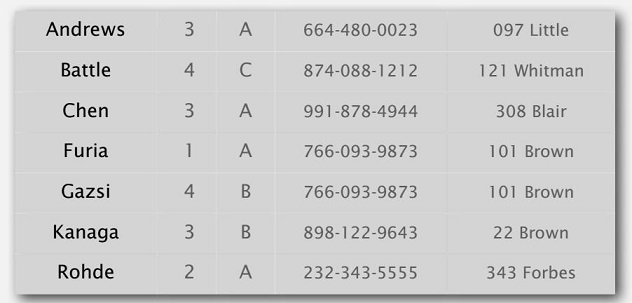 Andrews 3 A 664-480-0023 097 Little
Battle 4 C 874-088-1212 121 Whitman
Chen 3 A 991-878-4944 308 Blair
Furia 1 A 766-093-9873 101 Brown
Gazsi 4 B 766-093-9873 101 Brown
Kanaga 3 B 898-122-9643 22 Brown
Rohde 2 A 232-343-5555 343 Forbes